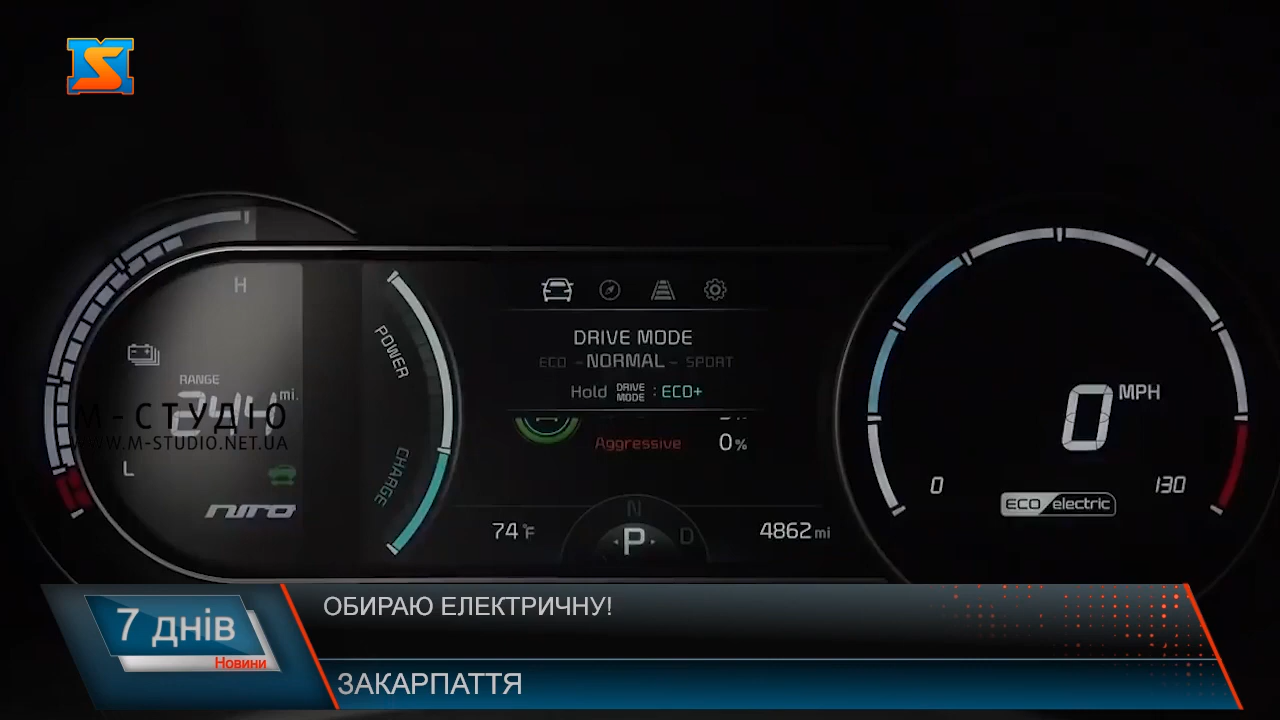 H
RANGE
244 mi.
М-СТУДІО
WWW.M-STUDIO.NET.UA
L
NIRO
POWER
CHARGE
DRIVE MODE
ECO - NORMAL - SPORT
Hold DRIVE MODE : ECO+
Aggressive 0%
N
74°F P D 4862 mi
0 MPH
0 130
ECO electric
7 днів
Новини
ОБИРАЮ ЕЛЕКТРИЧНУ!
ЗАКАРПАТТЯ